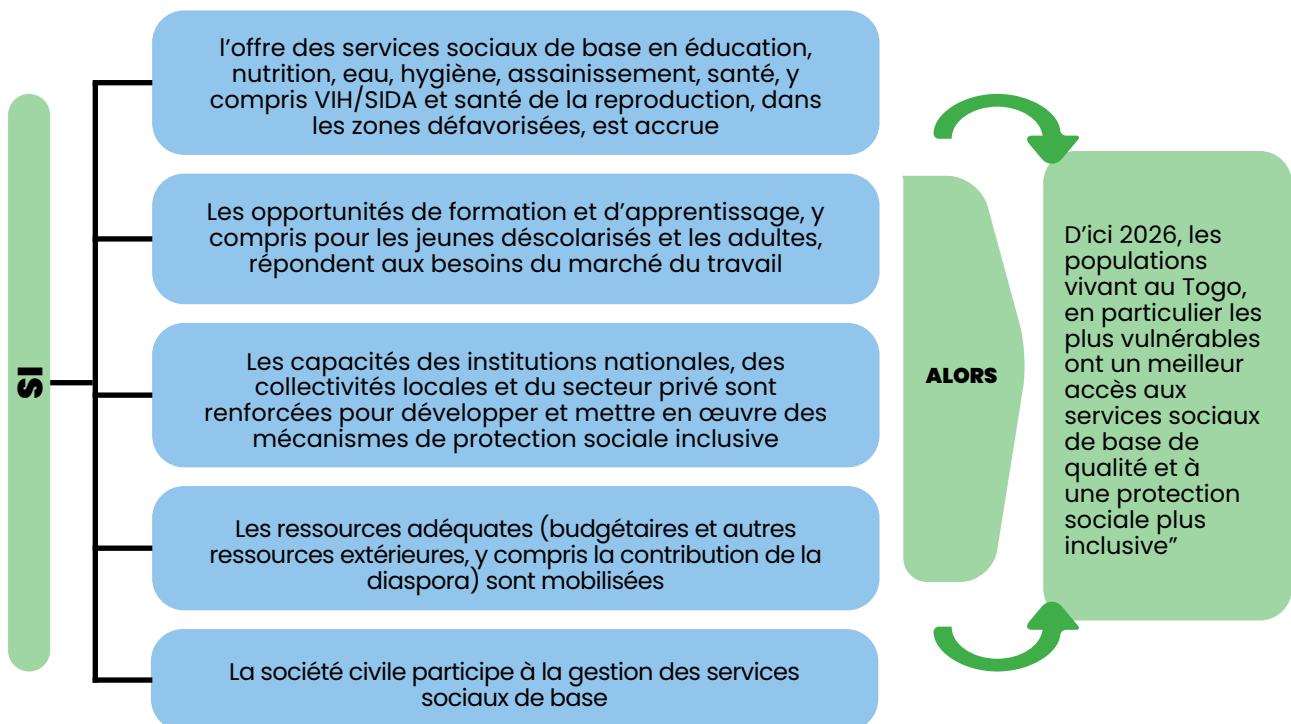 SI
l’offre des services sociaux de base en éducation,
nutrition, eau, hygiène, assainissement, santé, y
compris VIH/SIDA et santé de la reproduction, dans
les zones défavorisées, est accrue
Les opportunités de formation et d’apprentissage, y
compris pour les jeunes déscolarisés et les adultes,
répondent aux besoins du marché du travail
Les capacités des institutions nationales, des
collectivités locales et du secteur privé sont
renforcées pour développer et mettre en œuvre des
mécanismes de protection sociale inclusive
Les ressources adéquates (budgétaires et autres
ressources extérieures, y compris la contribution de la
diaspora) sont mobilisées
La société civile participe à la gestion des services
sociaux de base
ALORS
D’ici 2026, les
populations
vivant au Togo,
en particulier les
plus vulnérables
ont un meilleur
accès aux
services sociaux
de base de
qualité et à
une protection
sociale plus
inclusive”